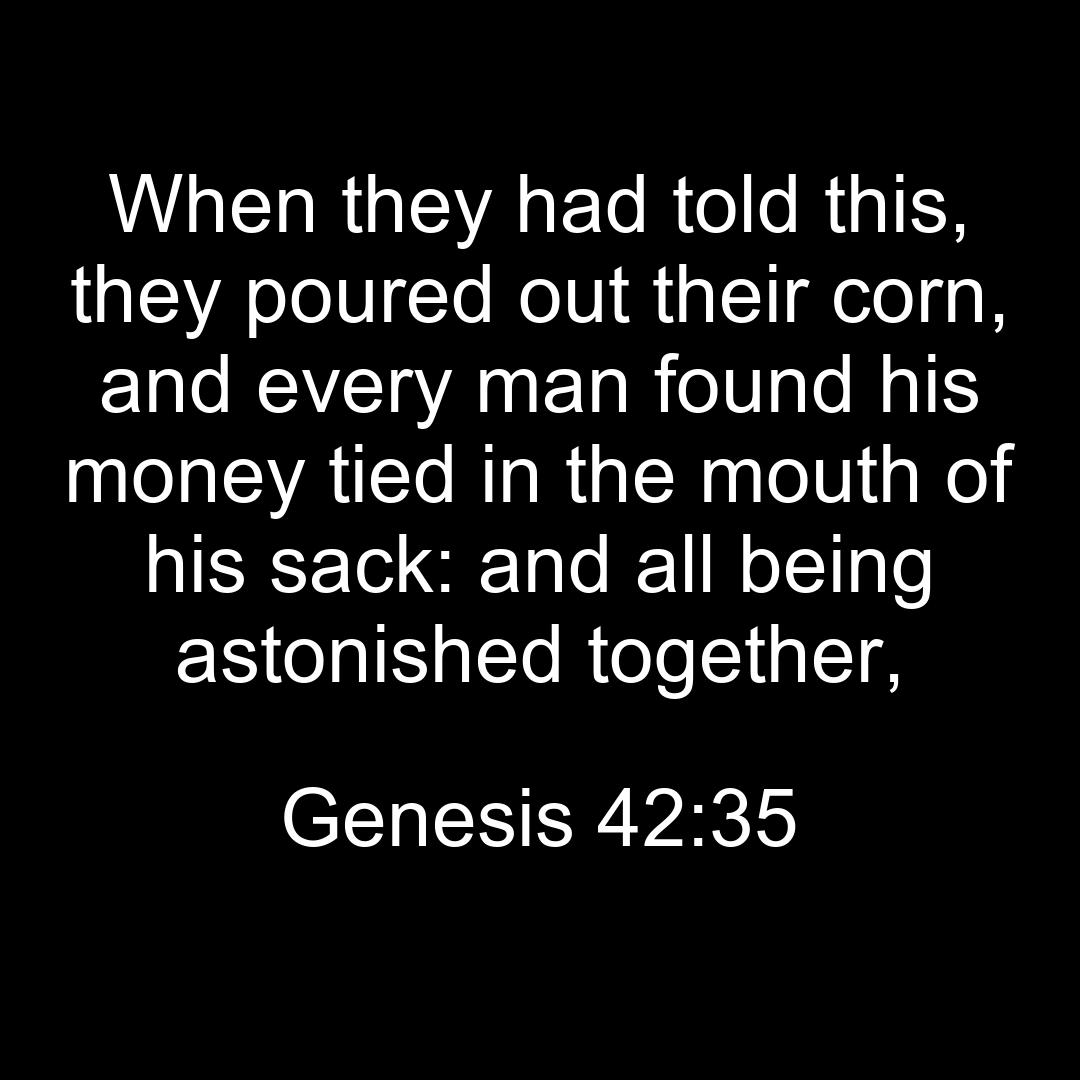 When they had told this,
they poured out their corn,
and every man found his
money tied in the mouth of
his sack: and all being
astonished together,
Genesis 42:35